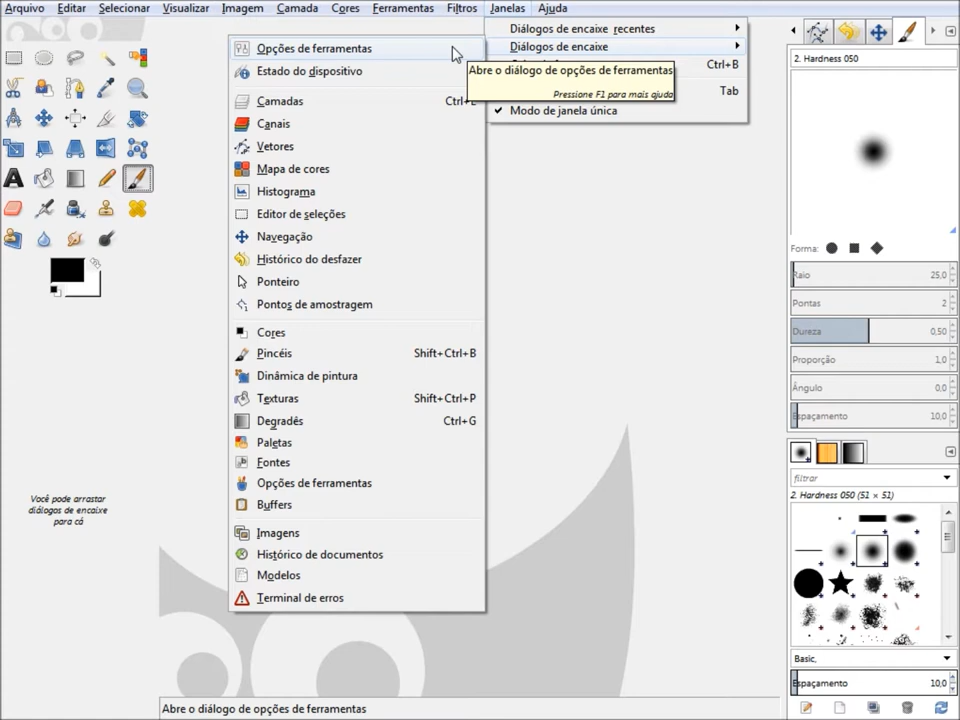 Arquivo Editar Selecionar Visualizar Imagem Camada Cores Ferramentas Filtros Janelas Ajuda
Diálogos de encaixe recentes
Diálogos de encaixe
Ctrl+B
Tab
Modo de janela única
Abre o diálogo de opções de ferramentas
Pressione F1 para mais ajuda
Opções de ferramentas
Estado do dispositivo
Camadas Ctrl+L
Canais
Vetores
Mapa de cores
Histograma
Editor de seleções
Navegação
Histórico do desfazer
Ponteiro
Pontos de amostragem
Cores
Pincéis Shift+Ctrl+B
Dinâmica de pintura
Texturas Shift+Ctrl+P
Degradês Ctrl+G
Paletas
Fontes
Opções de ferramentas
Buffers
Imagens
Histórico de documentos
Modelos
Terminal de erros
Você pode arrastar
diálogos de encaixe
para cá
2. Hardness 050
Forma:
Raio 25,0
Pontas 2
Dureza 0,50
Proporção 1,0
Ângulo 0,0
Espaçamento 10,0
filtrar
2. Hardness 050 (51 × 51)
Basic,
Espaçamento 10,0
Abre o diálogo de opções de ferramentas